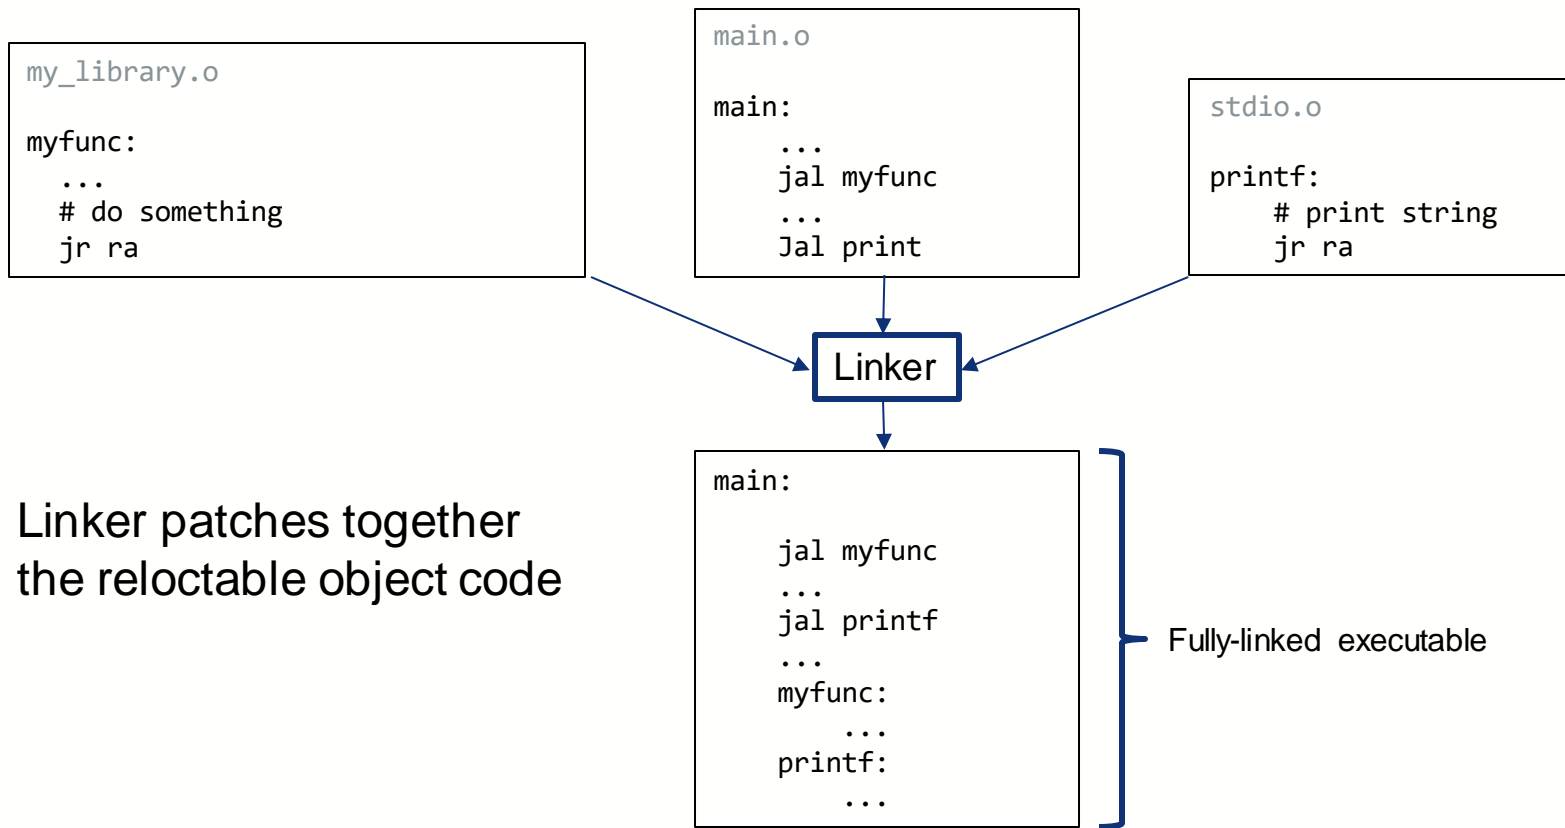 my_library.o
myfunc:
...
# do something
jr ra
main.o
main:
...
jal myfunc
...
Jal print
stdio.o
printf:
# print string
jr ra
Linker
Linker patches together
the reloctable object code
main:
jal myfunc
...
jal printf
...
myfunc:
...
printf:
...
Fully-linked executable